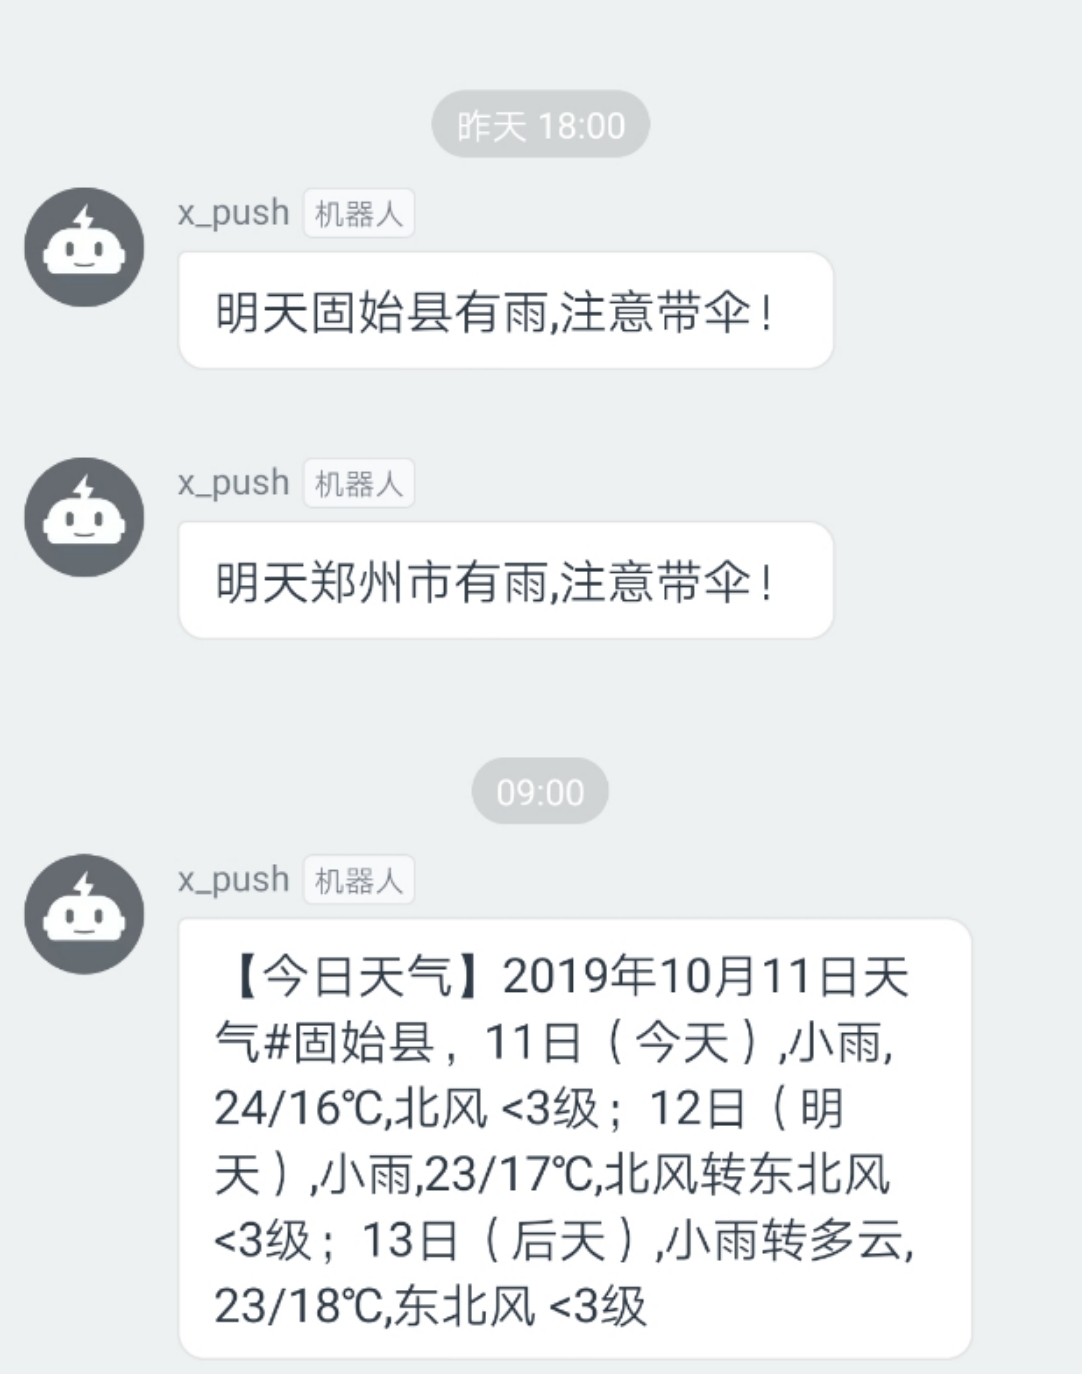 昨天 18:00
x_push 机器人
明天固始县有雨,注意带伞！
x_push 机器人
明天郑州市有雨,注意带伞！
09:00
x_push 机器人
【今日天气】2019年10月11日天
气#固始县，11日（今天）,小雨,
24/16℃,北风 <3级；12日（明
天）,小雨,23/17℃,北风转东北风
<3级；13日（后天）,小雨转多云,
23/18℃,东北风 <3级